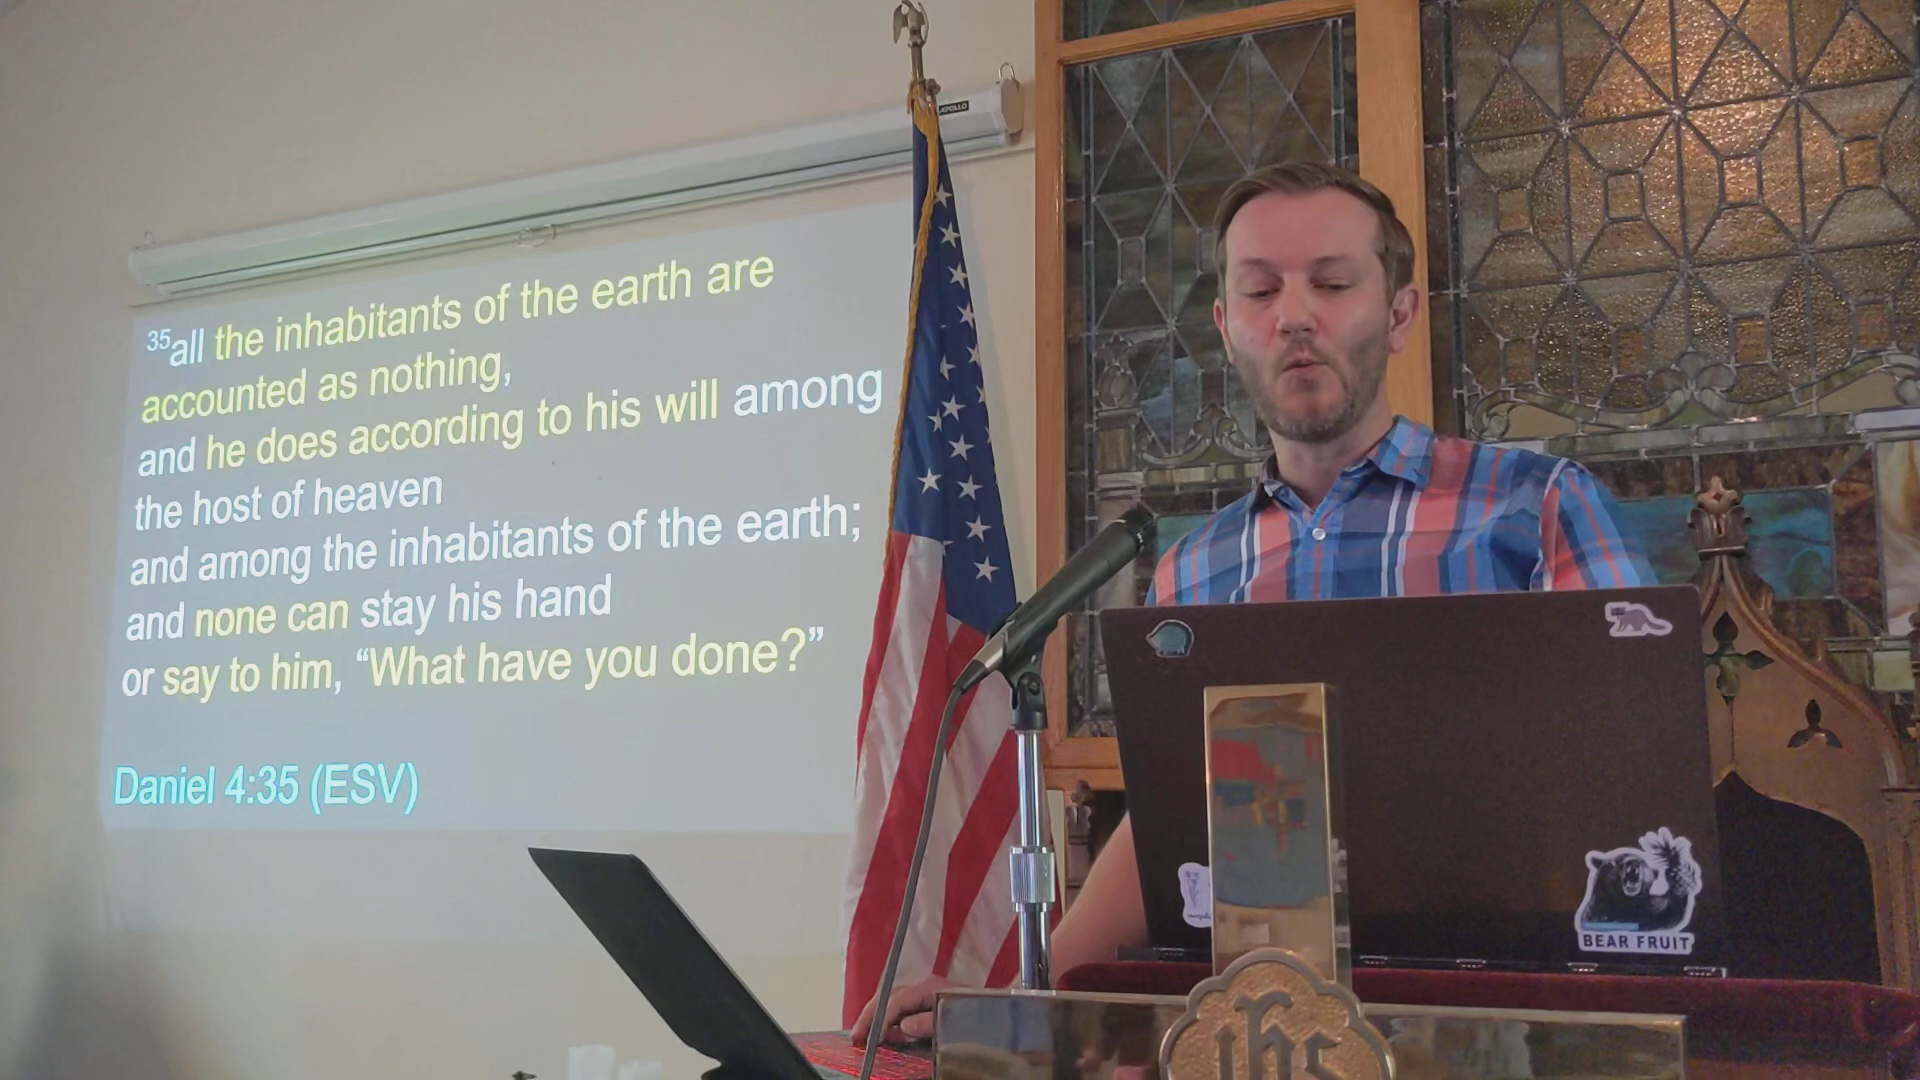 APOLLO
35all the inhabitants of the earth are
accounted as nothing,
and he does according to his will among
the host of heaven
and among the inhabitants of the earth;
and none can stay his hand
or say to him, “What have you done?”
Daniel 4:35 (ESV)
BEAR FRUIT
ihs